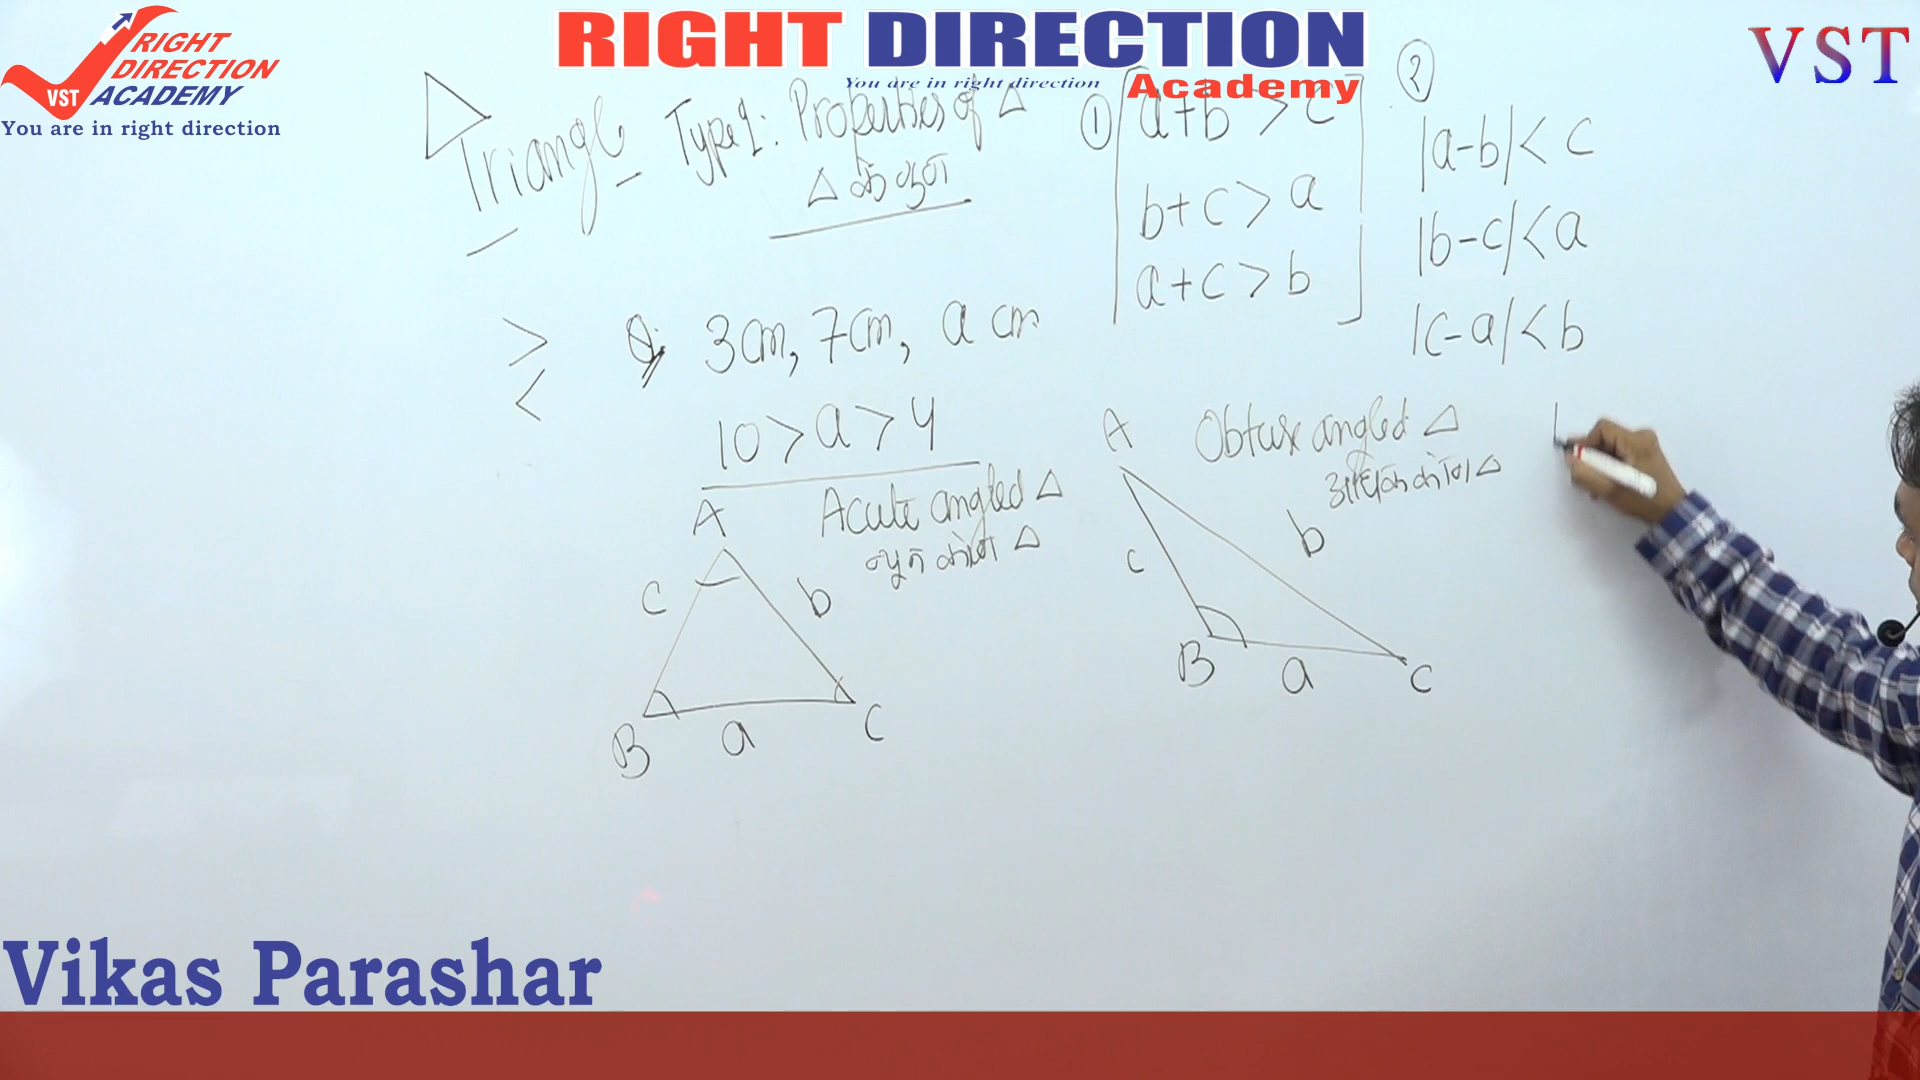 RIGHT
DIRECTION
VST ACADEMY
You are in right direction
RIGHT DIRECTION
You are in right direction Academy
VST
Triangle Type 1: Properties of Δ
Δ के गुण
① a+b > c
b+c > a
a+c > b
②
|a-b| < c
|b-c| < a
|c-a| < b
>
<
Q. 3cm, 7cm, a cm
10 > a > 4
Acute angled Δ
न्यून कोण Δ
A
c
b
B
a
C
Obtuse angled Δ
अधिक कोण Δ
A
c
b
B
a
C
Vikas Parashar